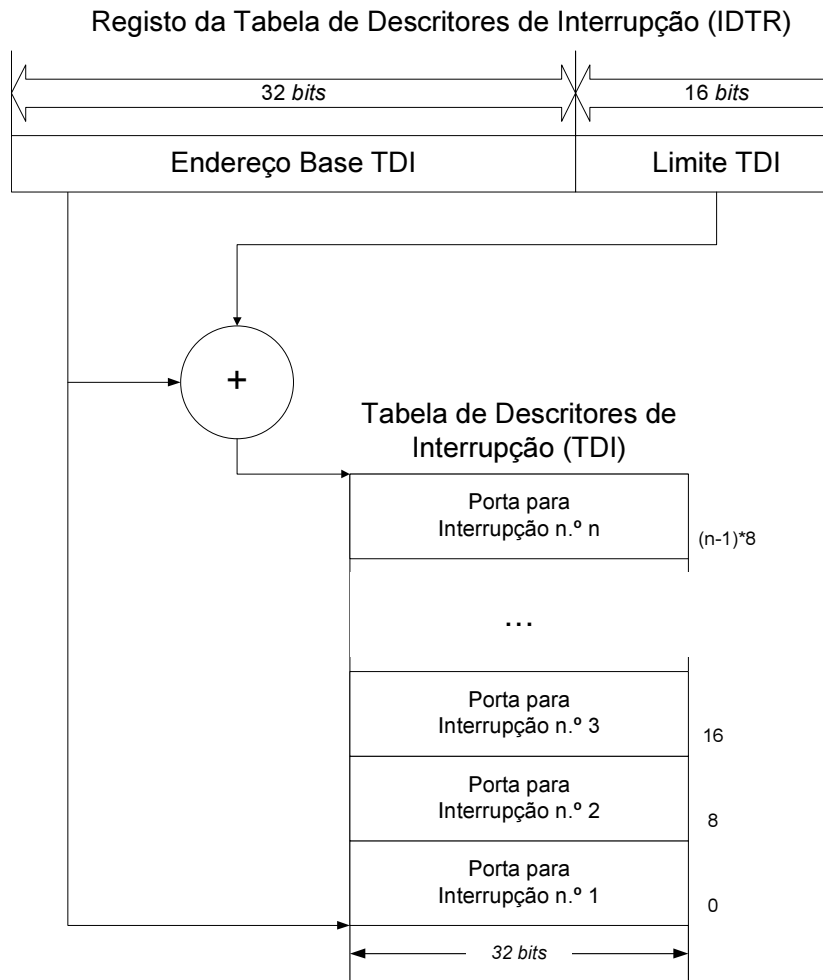 Registo da Tabela de Descritores de Interrupção (IDTR)
32 bits
16 bits
Endereço Base TDI
Limite TDI
+
Tabela de Descritores de
Interrupção (TDI)
Porta para
Interrupção n.º n
(n-1)*8
...
Porta para
Interrupção n.º 3
16
Porta para
Interrupção n.º 2
8
Porta para
Interrupção n.º 1
0
32 bits